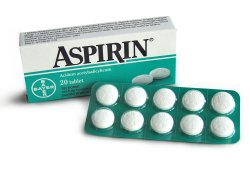 ASPIRIN®
Acidum acetylsalicylicum
20 tablet
BAYER